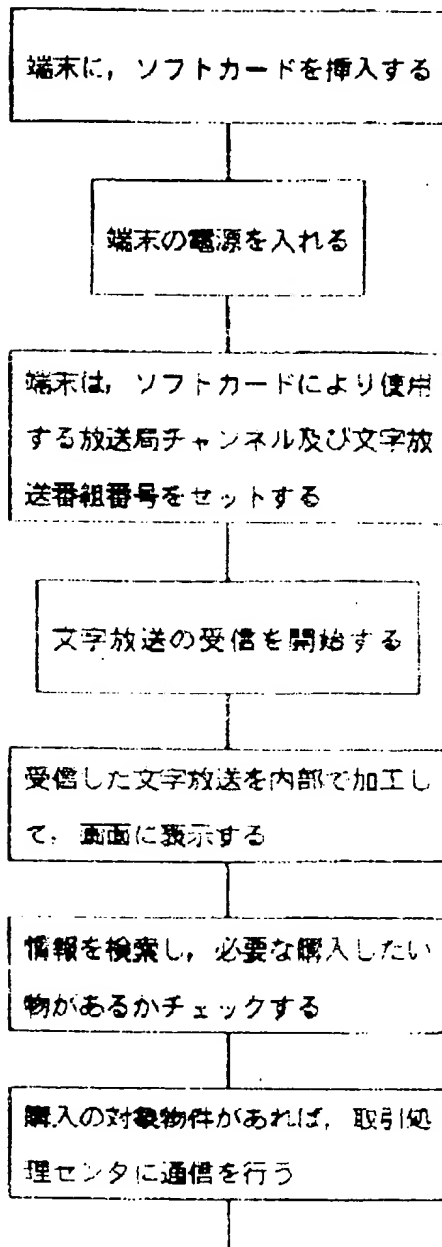 端末に，ソフトカードを挿入する
端末の電源を入れる
端末は，ソフトカードにより使用
する放送局チャンネル及び文字放
送番組番号をセットする
文字放送の受信を開始する
受信した文字放送を内部で加工し
て，画面に表示する
情報を検索し，必要な購入したい
物があるかチェックする
購入の対象物件があれば，取引処
理センタに通信を行う